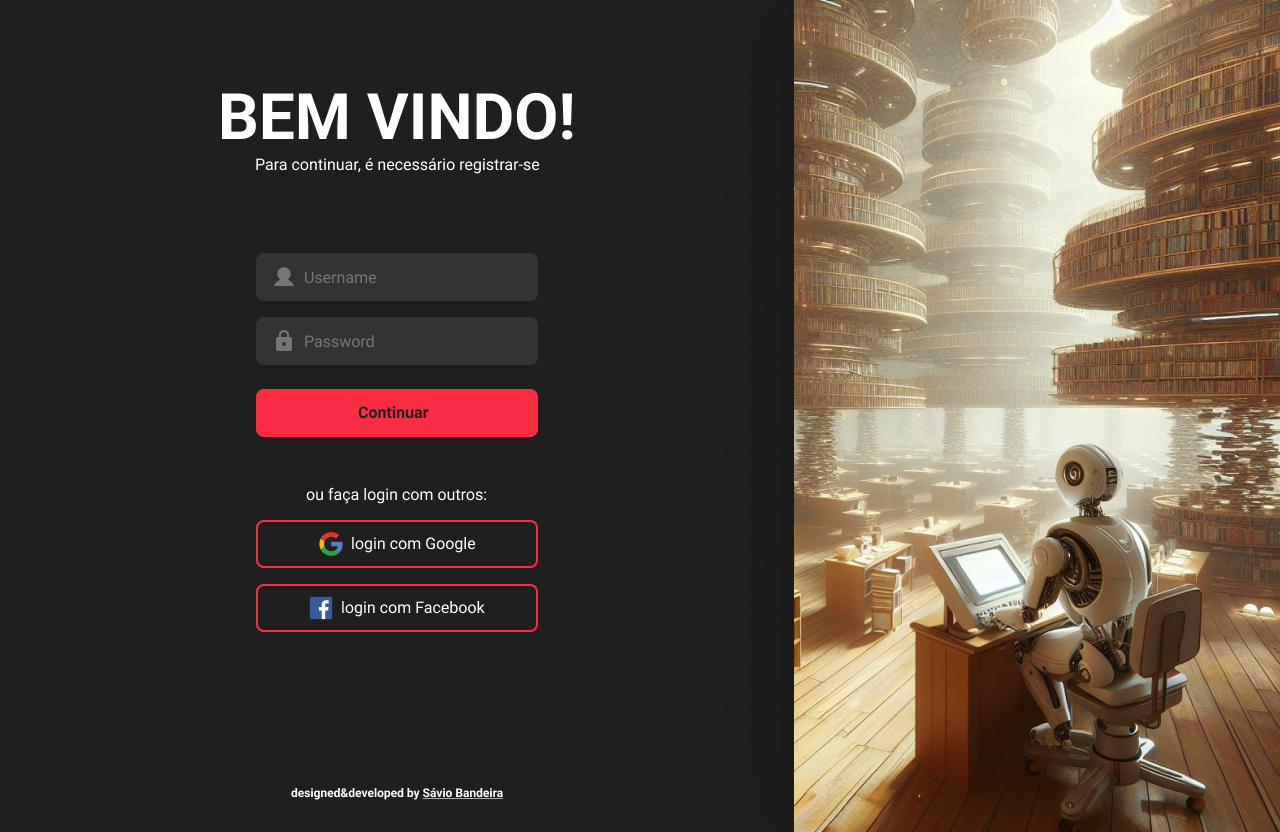 BEM VINDO!
Para continuar, é necessário registrar-se
Username
Password
Continuar
ou faça login com outros:
login com Google
login com Facebook
designed&developed by Sávio Bandeira